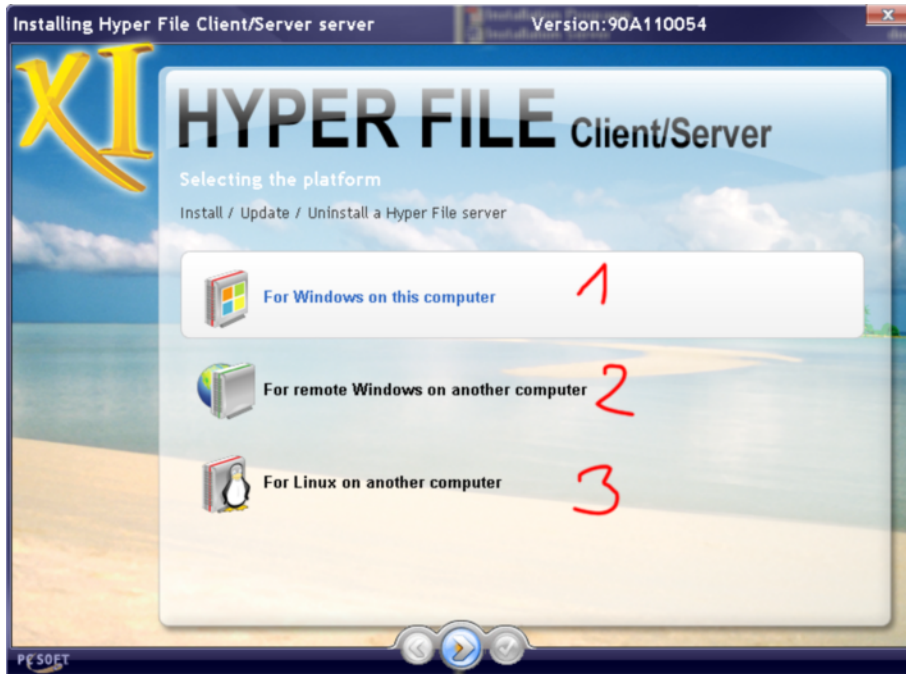 Installing Hyper File Client/Server server Version:90A110054
XI
HYPER FILE Client/Server
Selecting the platform
Install / Update / Uninstall a Hyper File server
For Windows on this computer 1
For remote Windows on another computer 2
For Linux on another computer 3
PC SOFT